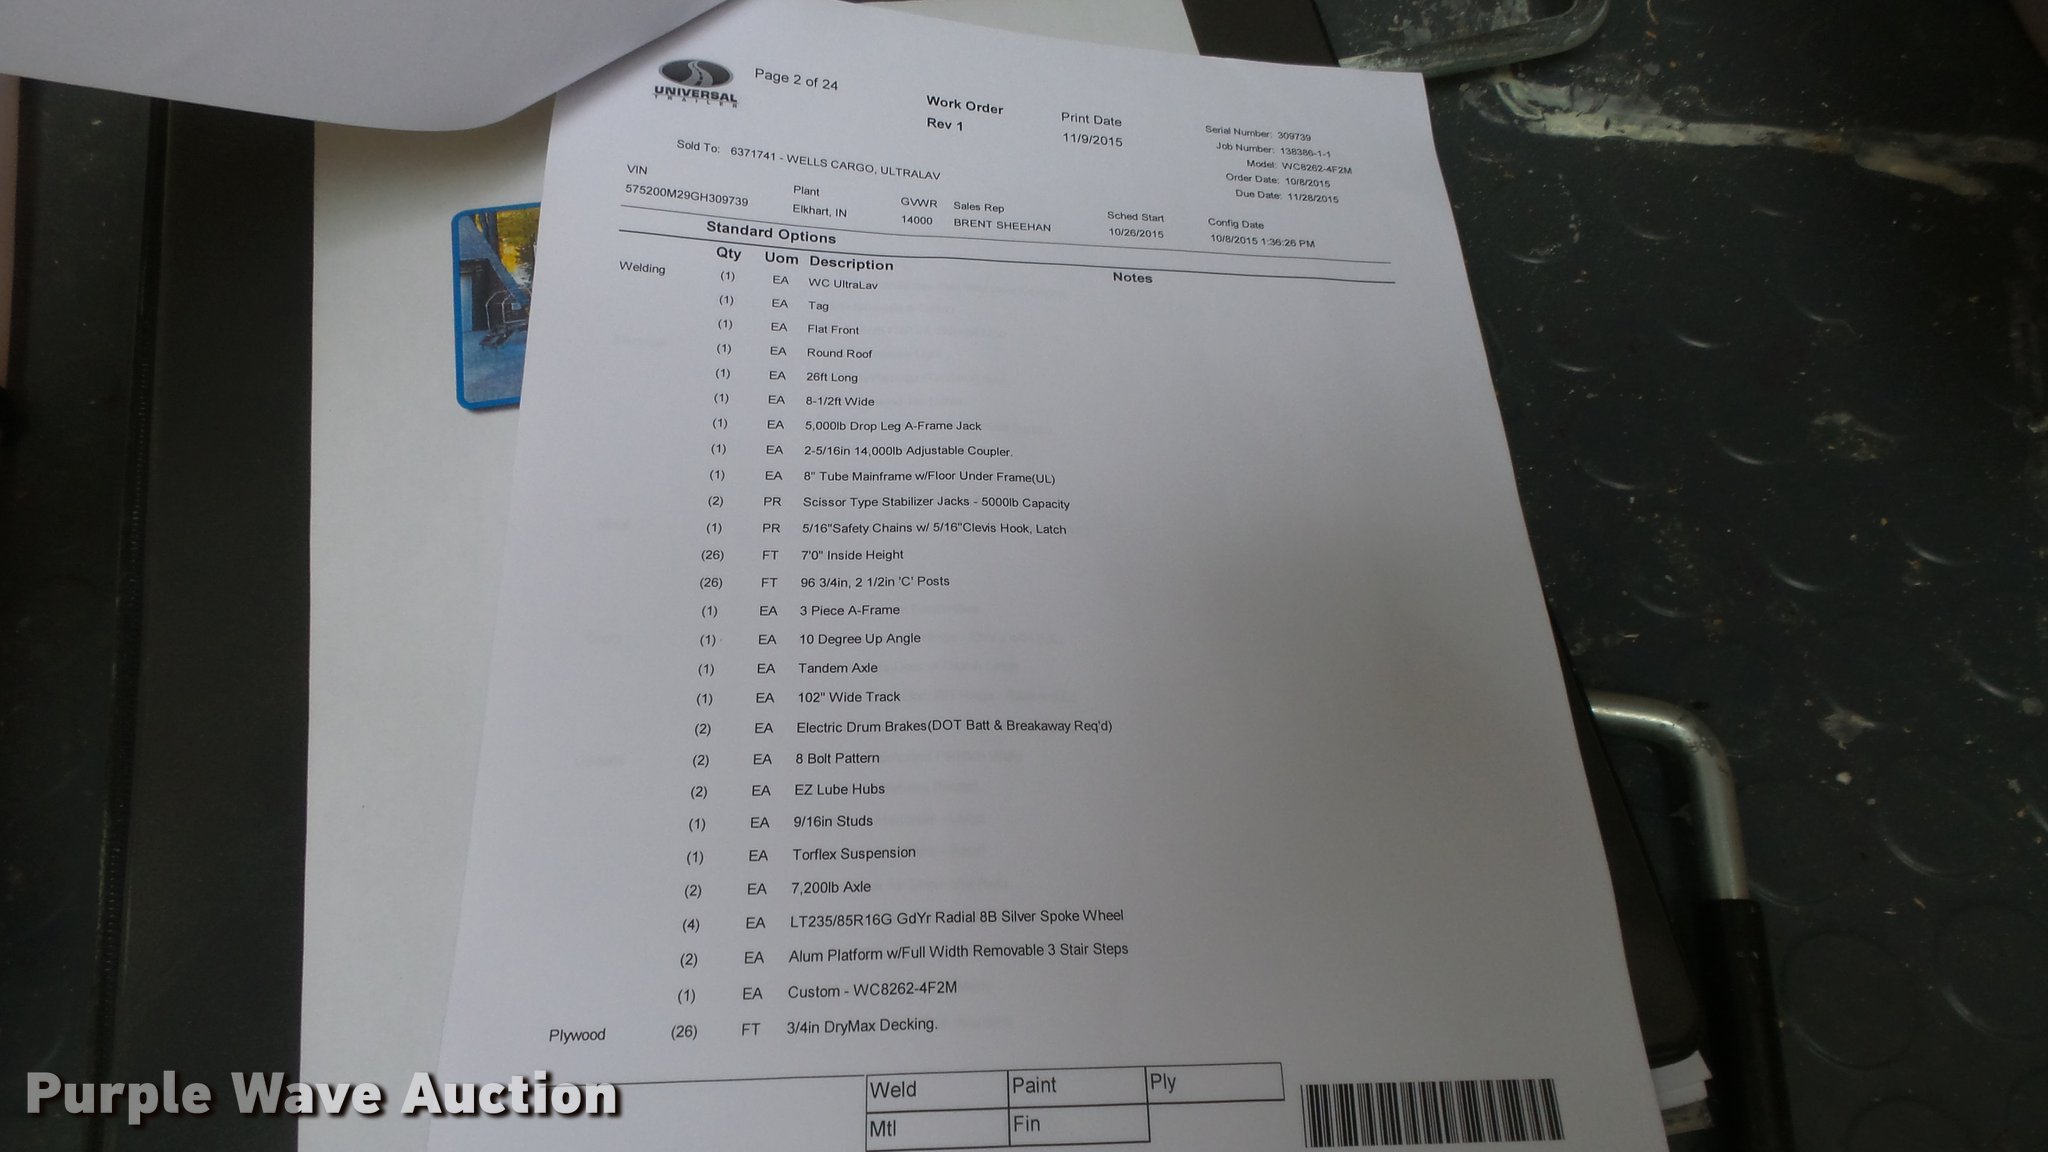 UNIVERSAL
TRAILER
Page 2 of 24
Work Order
Rev 1
Print Date
11/9/2015
Serial Number: 309739
Job Number: 138386-1-1
Model: WC8262-4F2M
Order Date: 10/8/2015
Due Date: 11/28/2015
Sold To: 6371741 - WELLS CARGO, ULTRALAV
VIN Plant GVWR Sales Rep Sched Start Config Date
575200M29GH309739 Elkhart, IN 14000 BRENT SHEEHAN 10/26/2015 10/8/2015 1:36:26 PM
Standard Options
Qty Uom Description Notes
Welding (1) EA WC UltraLav
(1) EA Tag
(1) EA Flat Front
(1) EA Round Roof
(1) EA 26ft Long
(1) EA 8-1/2ft Wide
(1) EA 5,000lb Drop Leg A-Frame Jack
(1) EA 2-5/16in 14,000lb Adjustable Coupler.
(1) EA 8" Tube Mainframe w/Floor Under Frame(UL)
(2) PR Scissor Type Stabilizer Jacks - 5000lb Capacity
(1) PR 5/16"Safety Chains w/ 5/16"Clevis Hook, Latch
(26) FT 7'0" Inside Height
(26) FT 96 3/4in, 2 1/2in 'C' Posts
(1) EA 3 Piece A-Frame
(1) EA 10 Degree Up Angle
(1) EA Tandem Axle
(1) EA 102" Wide Track
(2) EA Electric Drum Brakes(DOT Batt & Breakaway Req'd)
(2) EA 8 Bolt Pattern
(2) EA EZ Lube Hubs
(1) EA 9/16in Studs
(1) EA Torflex Suspension
(2) EA 7,200lb Axle
(4) EA LT235/85R16G GdYr Radial 8B Silver Spoke Wheel
(2) EA Alum Platform w/Full Width Removable 3 Stair Steps
(1) EA Custom - WC8262-4F2M
Plywood (26) FT 3/4in DryMax Decking.
Weld Paint Ply
Mtl Fin
Purple Wave Auction